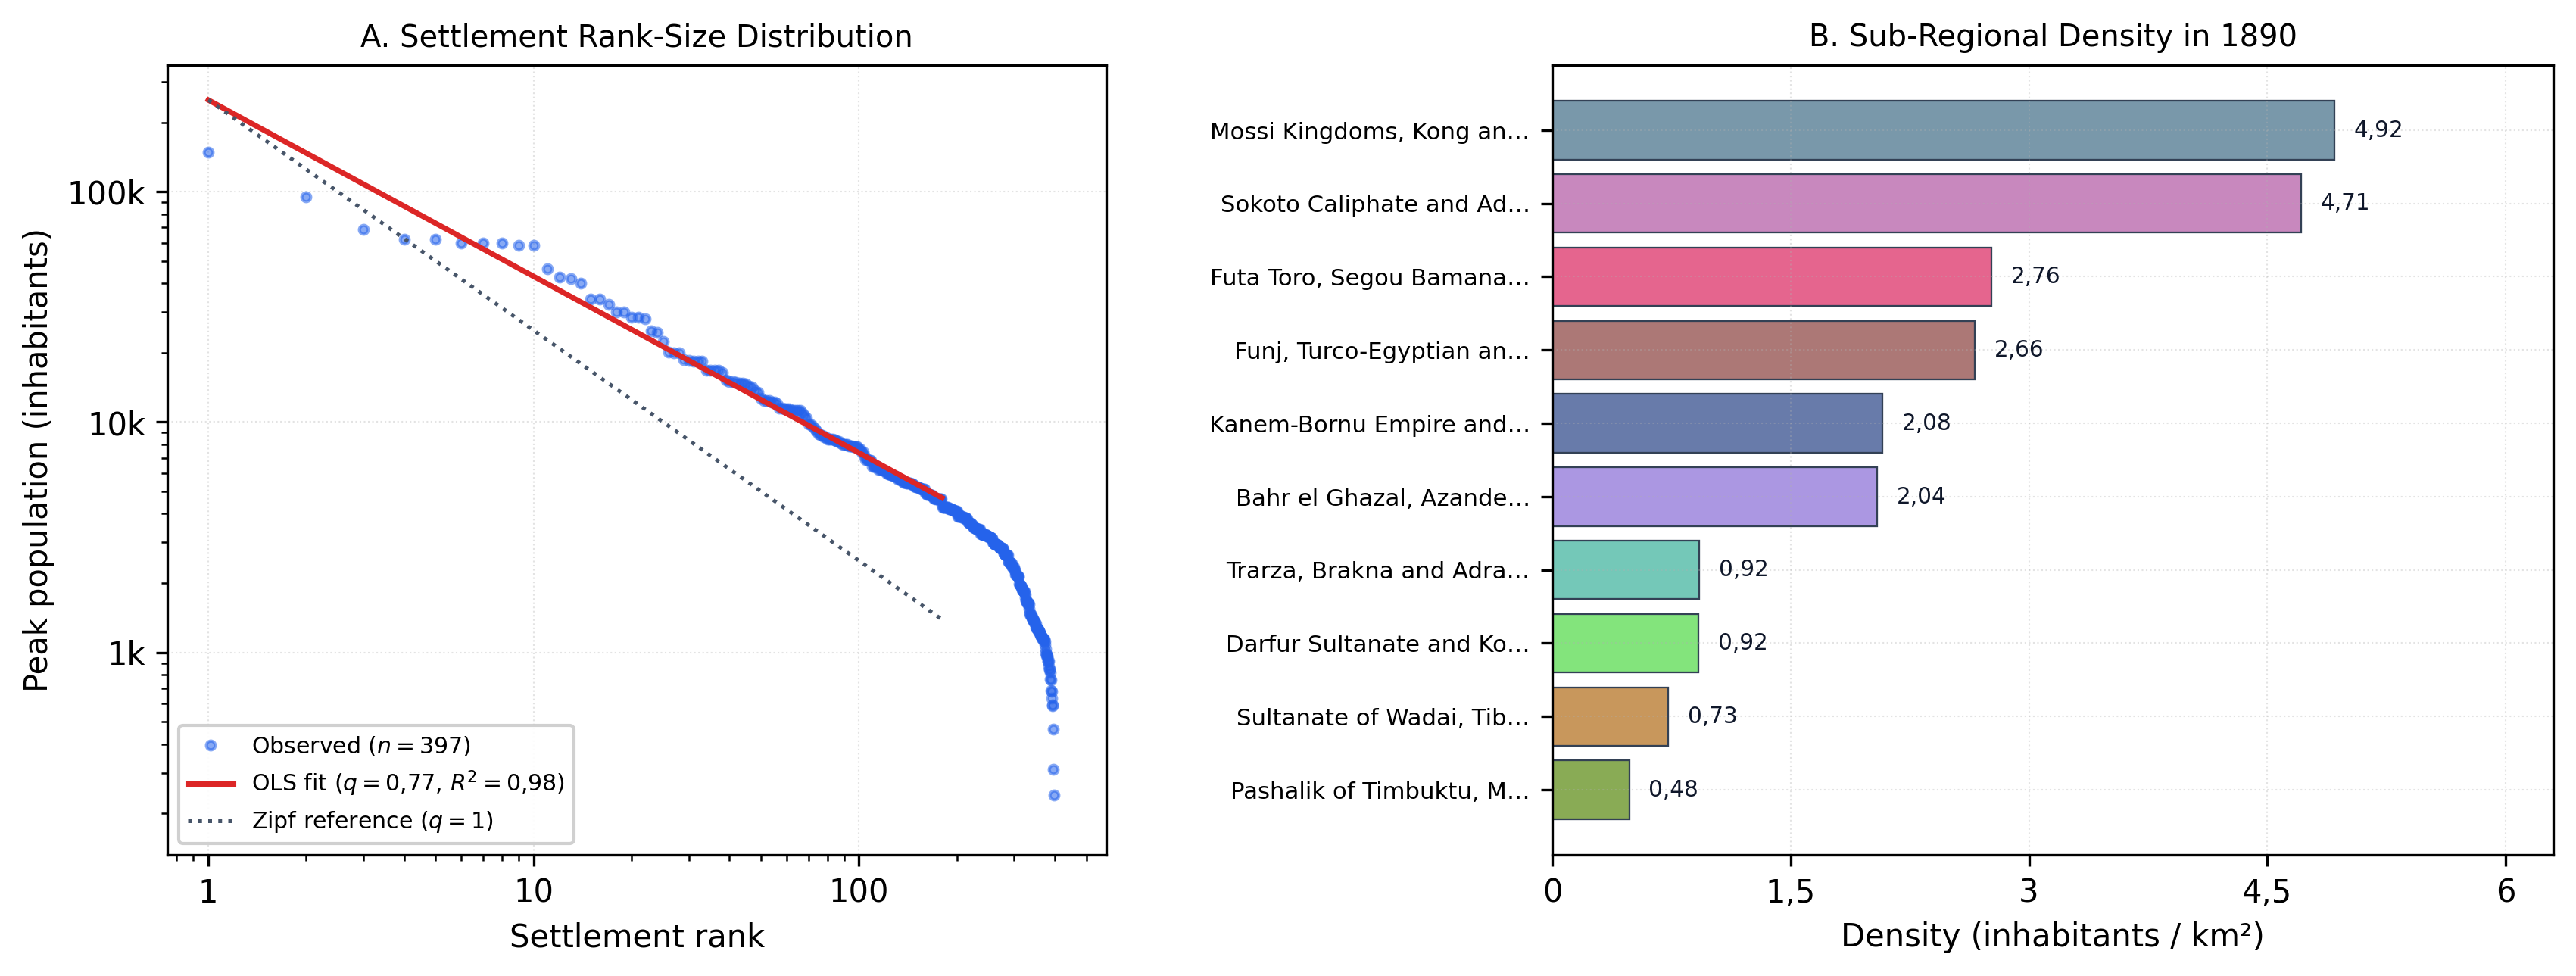 A. Settlement Rank-Size Distribution
Peak population (inhabitants)
100k
10k
1k
Observed (n = 397)
OLS fit (q = 0,77, R² = 0,98)
Zipf reference (q = 1)
1
10
100
Settlement rank
B. Sub-Regional Density in 1890
Mossi Kingdoms, Kong an... 4,92
Sokoto Caliphate and Ad... 4,71
Futa Toro, Segou Bamana... 2,76
Funj, Turco-Egyptian an... 2,66
Kanem-Bornu Empire and... 2,08
Bahr el Ghazal, Azande... 2,04
Trarza, Brakna and Adra... 0,92
Darfur Sultanate and Ko... 0,92
Sultanate of Wadai, Tib... 0,73
Pashalik of Timbuktu, M... 0,48
0
1,5
3
4,5
6
Density (inhabitants / km²)